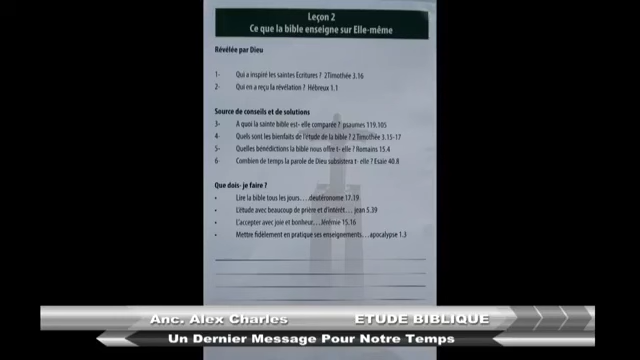 Leçon 2
Ce que la bible enseigne sur Elle-même
Révélée par Dieu
1- Qui a inspiré les saintes Ecritures ? 2Timothée 3.16
2- Qui en a reçu la révélation ? Hébreux 1.1
Source de conseils et de solutions
3- A quoi la sainte bible est- elle comparée ? psaumes 119.105
4- Quels sont les bienfaits de l'étude de la bible ? 2 Timothée 3.15-17
5- Quelles bénédictions la bible nous offre t- elle ? Romains 15.4
6- Combien de temps la parole de Dieu subsistera t- elle ? Esaïe 40.8
Que dois- je faire ?
• Lire la bible tous les jours….deutéronome 17.19
• L'étude avec beaucoup de prière et d'intérêt… jean 5.39
• L'accepter avec joie et bonheur… Jérémie 15.16
• Mettre fidèlement en pratique ses enseignements…apocalypse 1.3
Anc. Alex Charles ETUDE BIBLIQUE
Un Dernier Message Pour Notre Temps